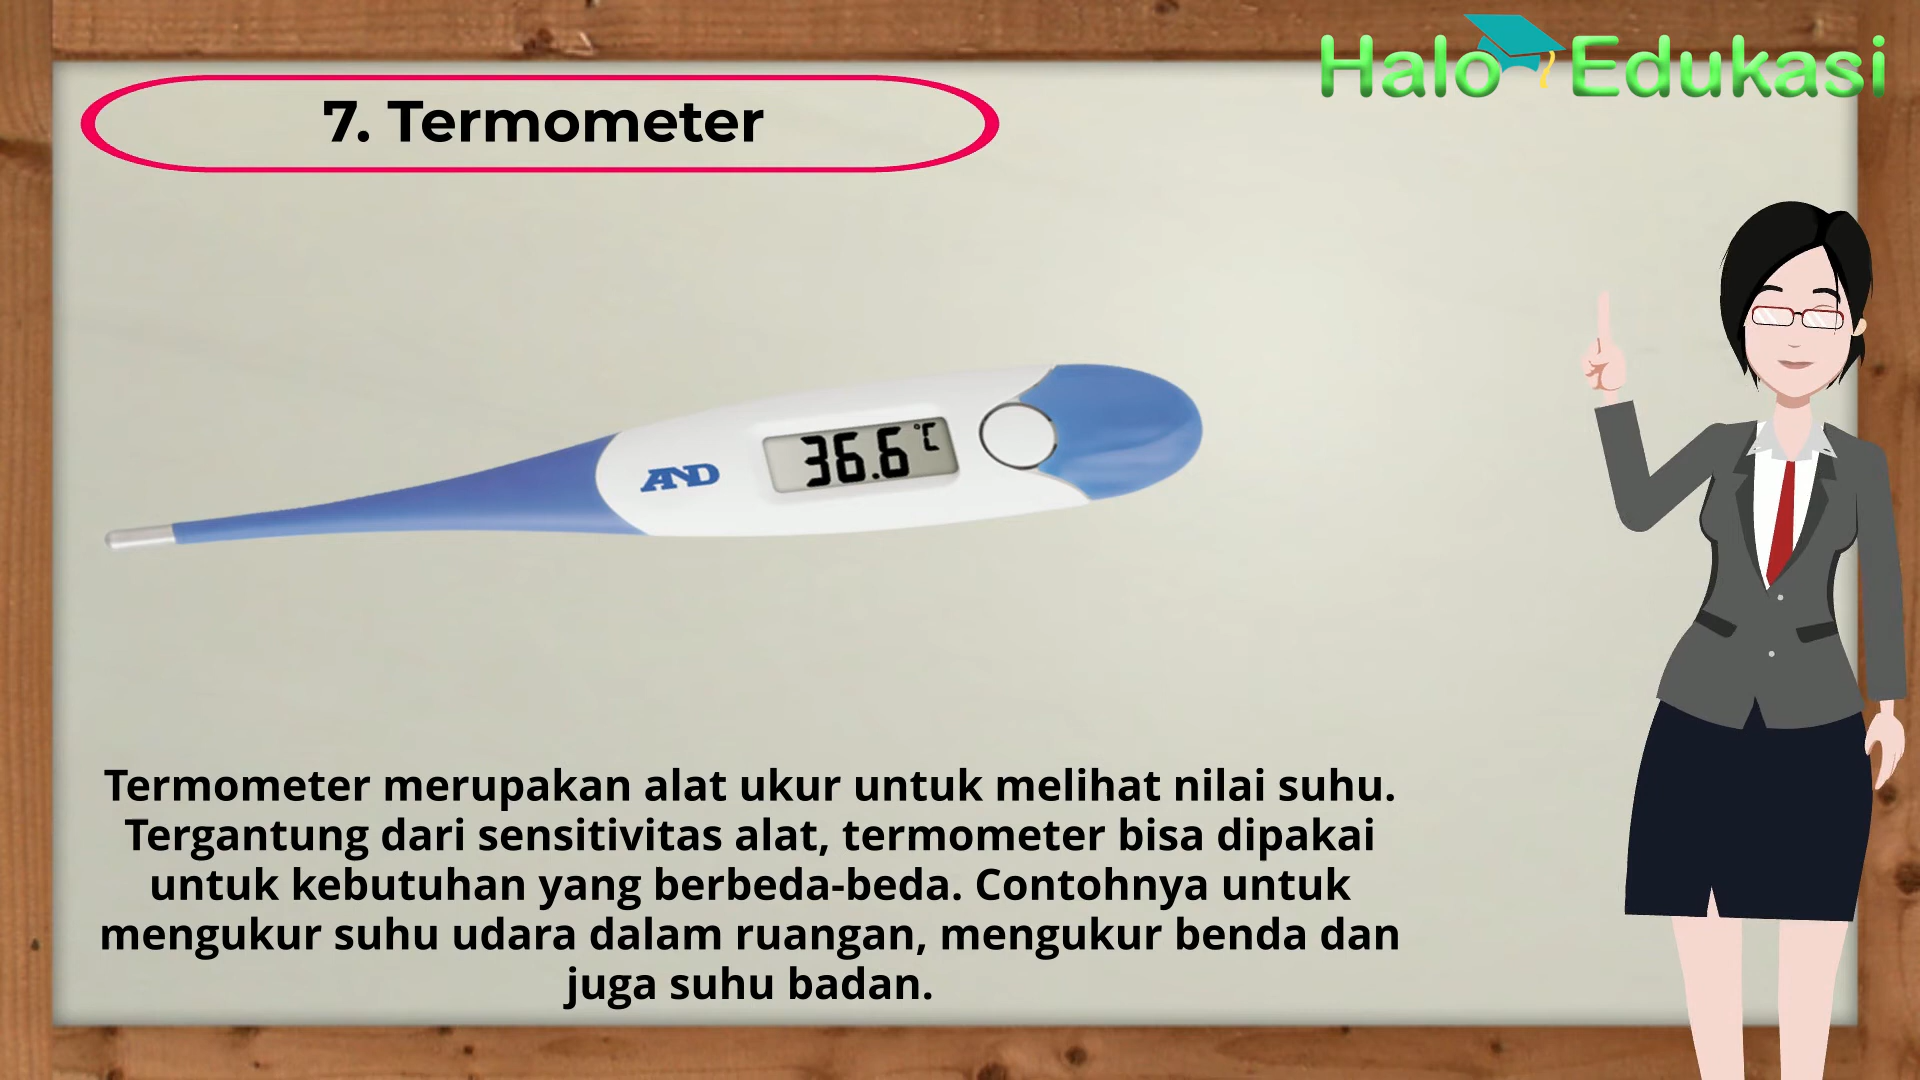 Halo Edukasi
7. Termometer
AND
36.6 °C
Termometer merupakan alat ukur untuk melihat nilai suhu.
Tergantung dari sensitivitas alat, termometer bisa dipakai
untuk kebutuhan yang berbeda-beda. Contohnya untuk
mengukur suhu udara dalam ruangan, mengukur benda dan
juga suhu badan.